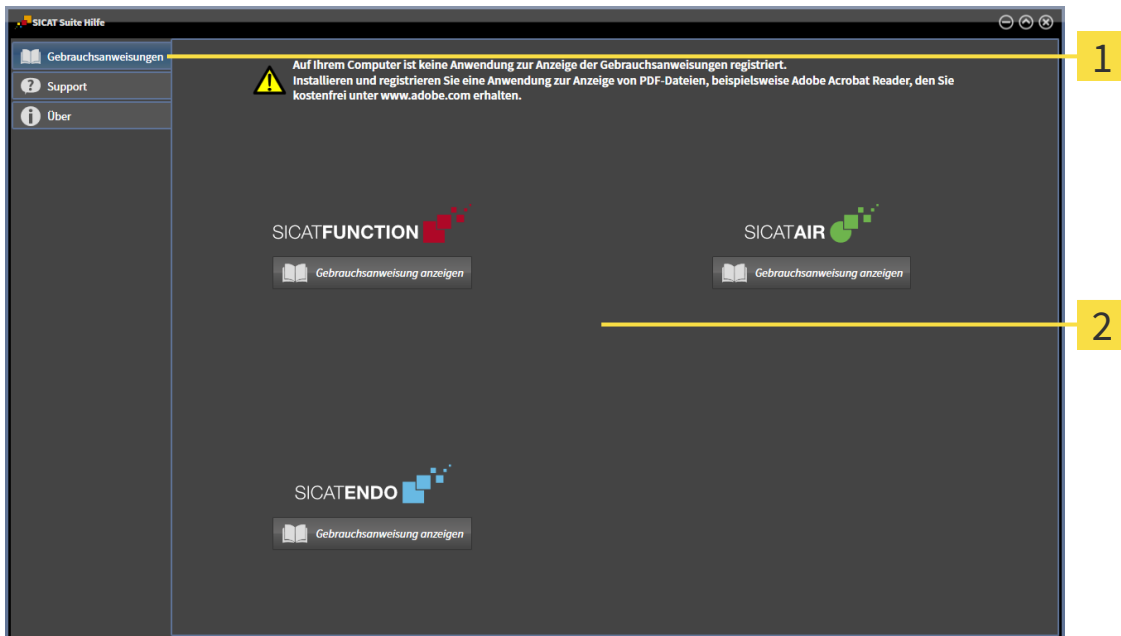 SICAT Suite Hilfe
Gebrauchsanweisungen
Support
Über
Auf Ihrem Computer ist keine Anwendung zur Anzeige der Gebrauchsanweisungen registriert.
Installieren und registrieren Sie eine Anwendung zur Anzeige von PDF-Dateien, beispielsweise Adobe Acrobat Reader, den Sie
kostenfrei unter www.adobe.com erhalten.
1
SICATFUNCTION
SICATAIR
Gebrauchsanweisung anzeigen
Gebrauchsanweisung anzeigen
2
SICATENDO
Gebrauchsanweisung anzeigen